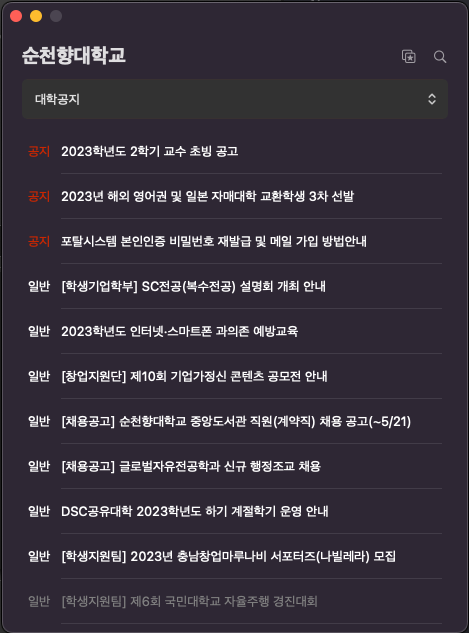 순천향대학교
대학공지
공지 2023학년도 2학기 교수 초빙 공고
공지 2023년 해외 영어권 및 일본 자매대학 교환학생 3차 선발
공지 포탈시스템 본인인증 비밀번호 재발급 및 메일 가입 방법안내
일반 [학생기업학부] SC전공(복수전공) 설명회 개최 안내
일반 2023학년도 인터넷·스마트폰 과의존 예방교육
일반 [창업지원단] 제10회 기업가정신 콘텐츠 공모전 안내
일반 [채용공고] 순천향대학교 중앙도서관 직원(계약직) 채용 공고(~5/21)
일반 [채용공고] 글로벌자유전공학과 신규 행정조교 채용
일반 DSC공유대학 2023학년도 하기 계절학기 운영 안내
일반 [학생지원팀] 2023년 충남창업마루나비 서포터즈(나빌레라) 모집
일반 [학생지원팀] 제6회 국민대학교 자율주행 경진대회